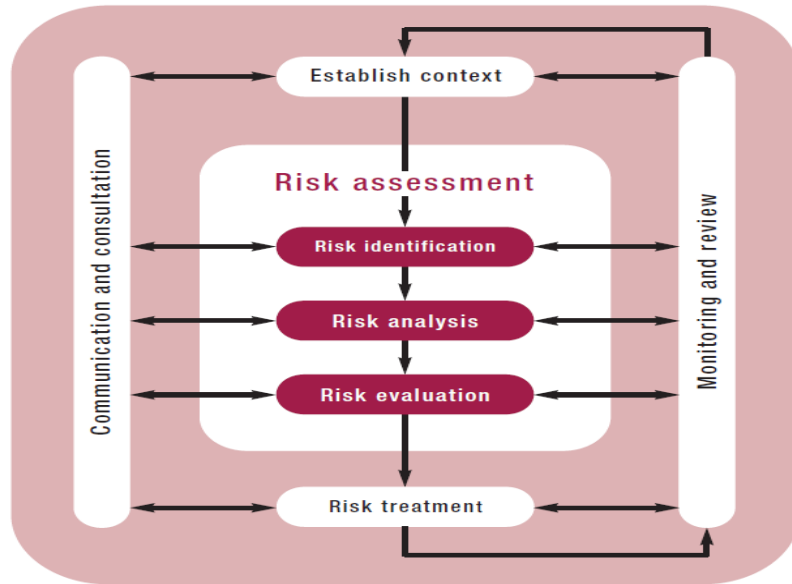 Establish context
Communication and consultation
Risk assessment
Risk identification
Risk analysis
Risk evaluation
Monitoring and review
Risk treatment